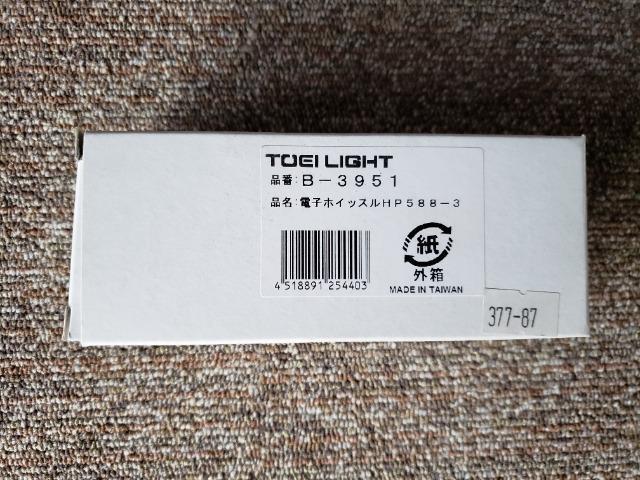 TOEI LIGHT
品番:B－3951
品名:電子ホイッスルHP588－3
紙
外箱
4 518891 254403
MADE IN TAIWAN
377-87